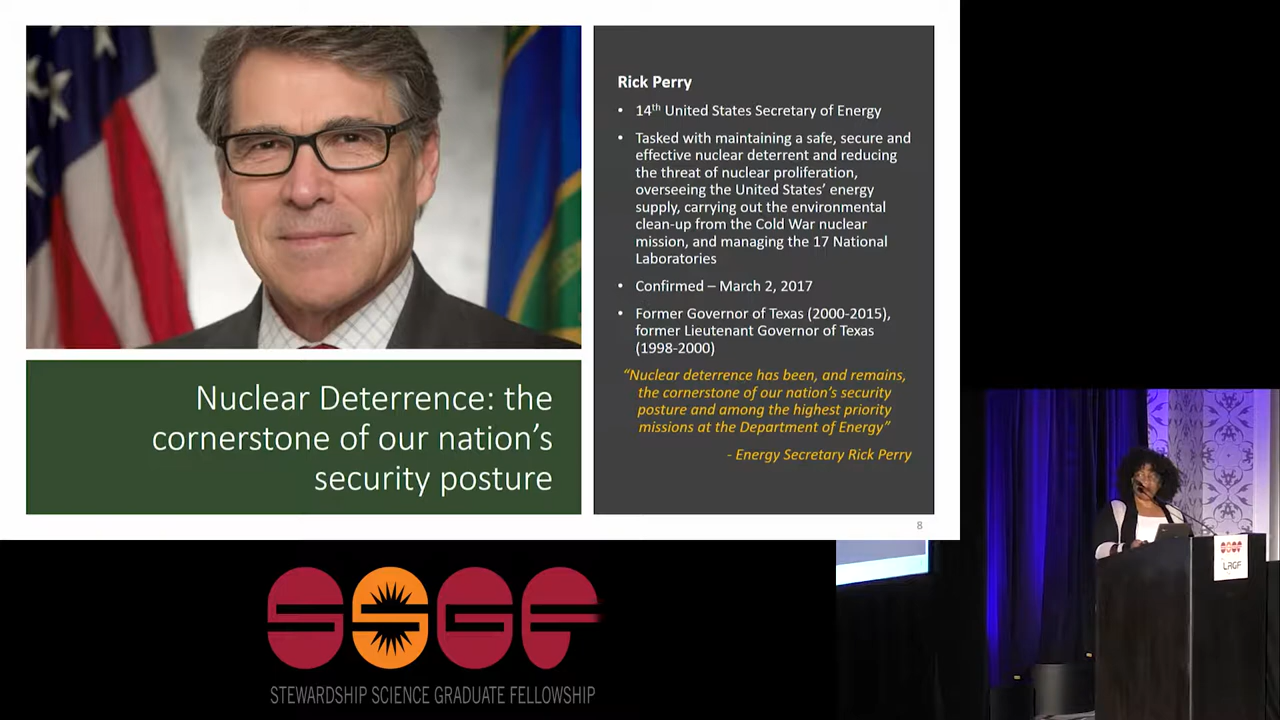 Rick Perry
• 14th United States Secretary of Energy
• Tasked with maintaining a safe, secure and
effective nuclear deterrent and reducing
the threat of nuclear proliferation,
overseeing the United States’ energy
supply, carrying out the environmental
clean-up from the Cold War nuclear
mission, and managing the 17 National
Laboratories
• Confirmed – March 2, 2017
• Former Governor of Texas (2000-2015),
former Lieutenant Governor of Texas
(1998-2000)
“Nuclear deterrence has been, and remains,
the cornerstone of our nation’s security
posture and among the highest priority
missions at the Department of Energy”
- Energy Secretary Rick Perry
Nuclear Deterrence: the
cornerstone of our nation’s
security posture
8
SSGF
STEWARDSHIP SCIENCE GRADUATE FELLOWSHIP
SSGF
LRGF